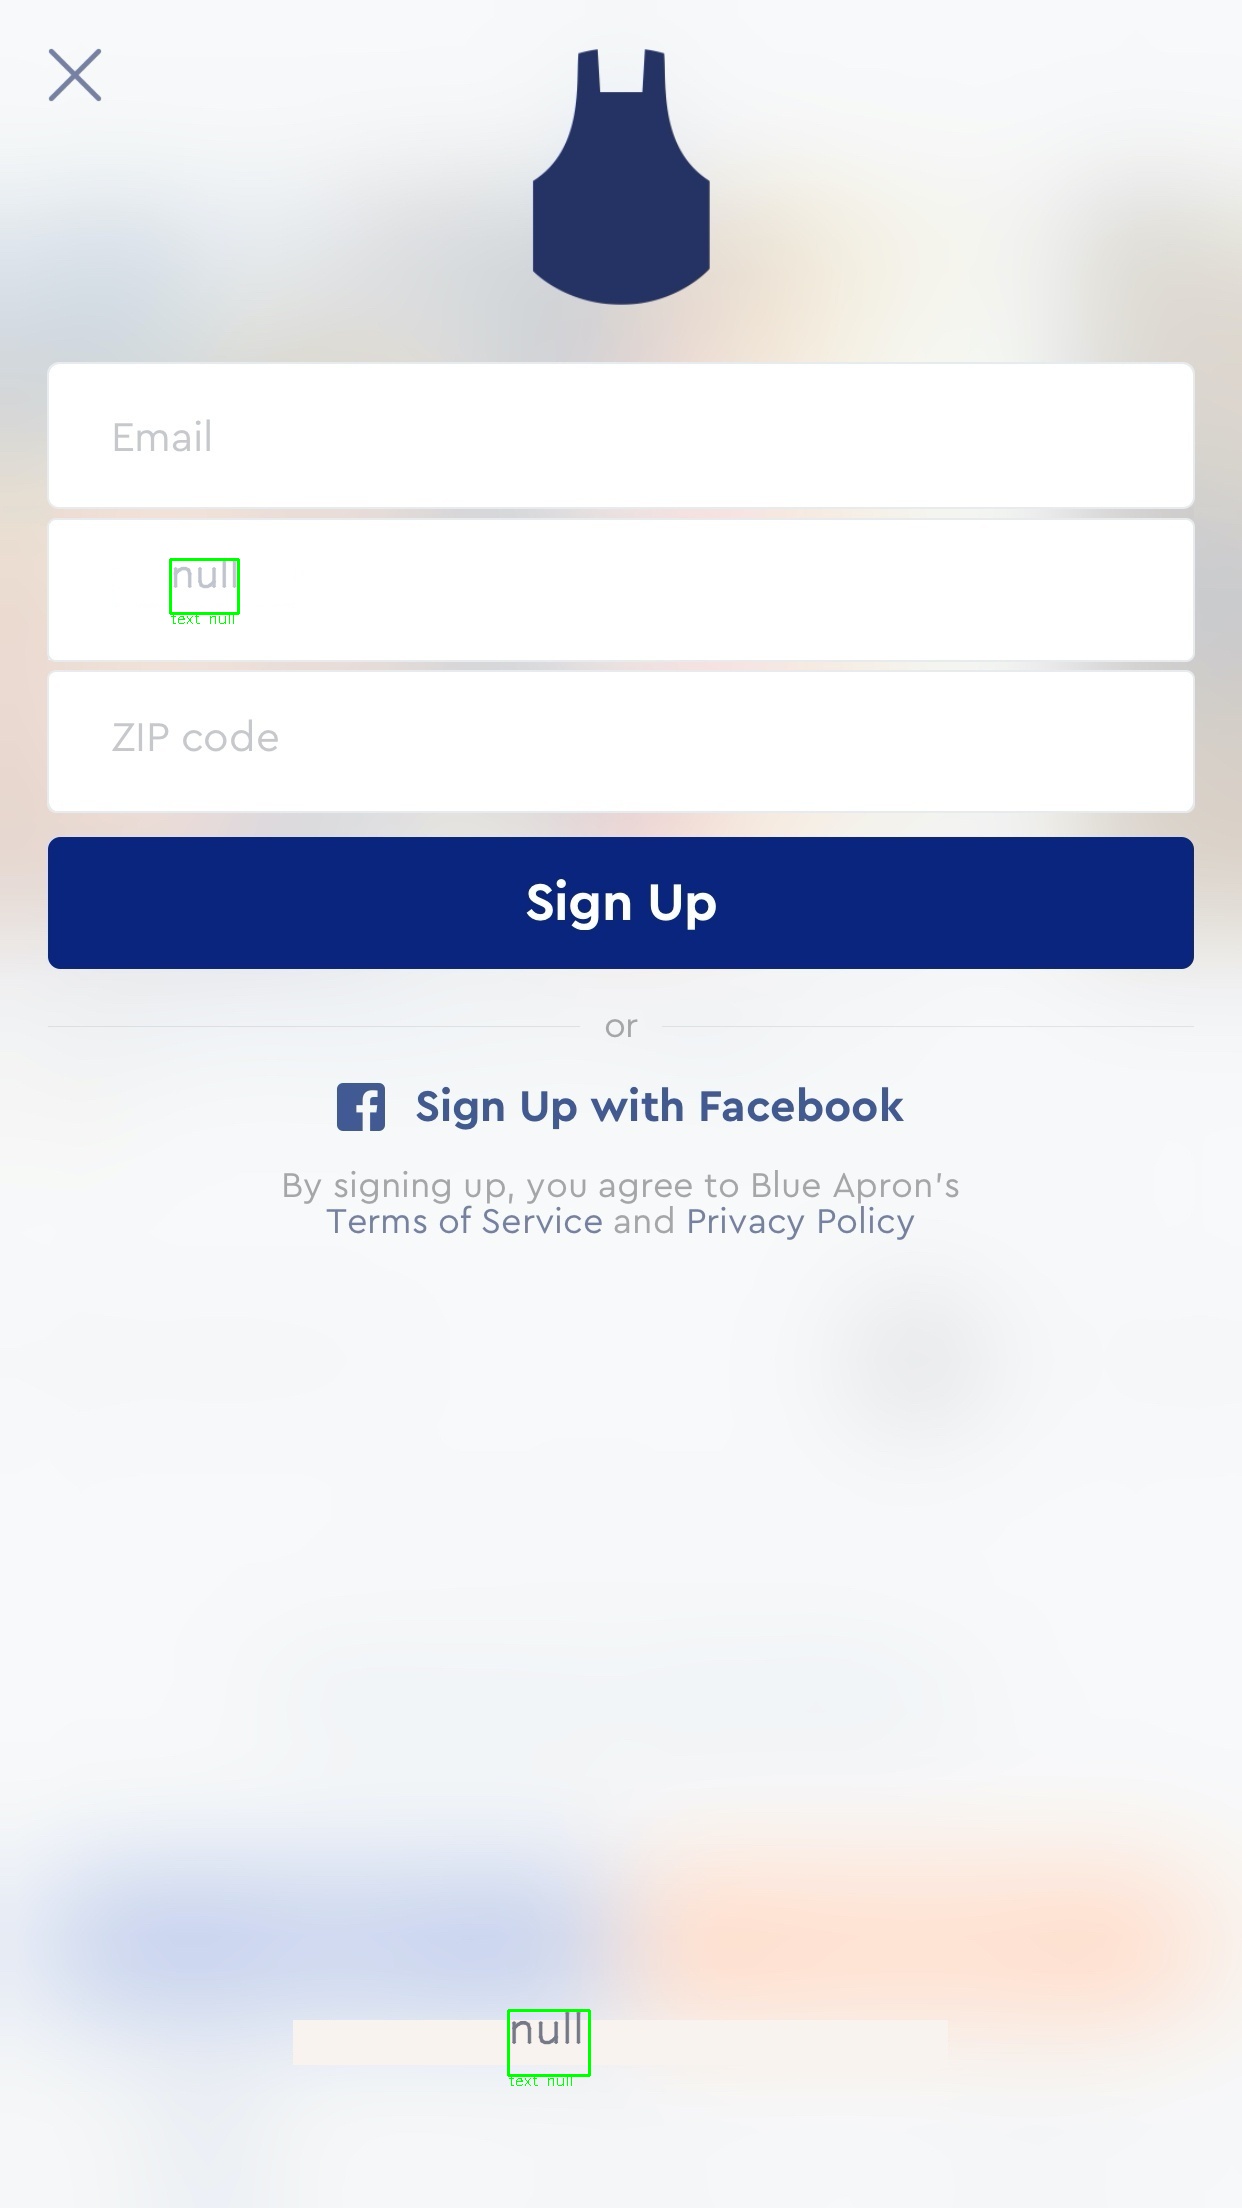 Email
null
text null
ZIP code
Sign Up
or
Sign Up with Facebook
By signing up, you agree to Blue Apron's
Terms of Service and Privacy Policy
null
text null